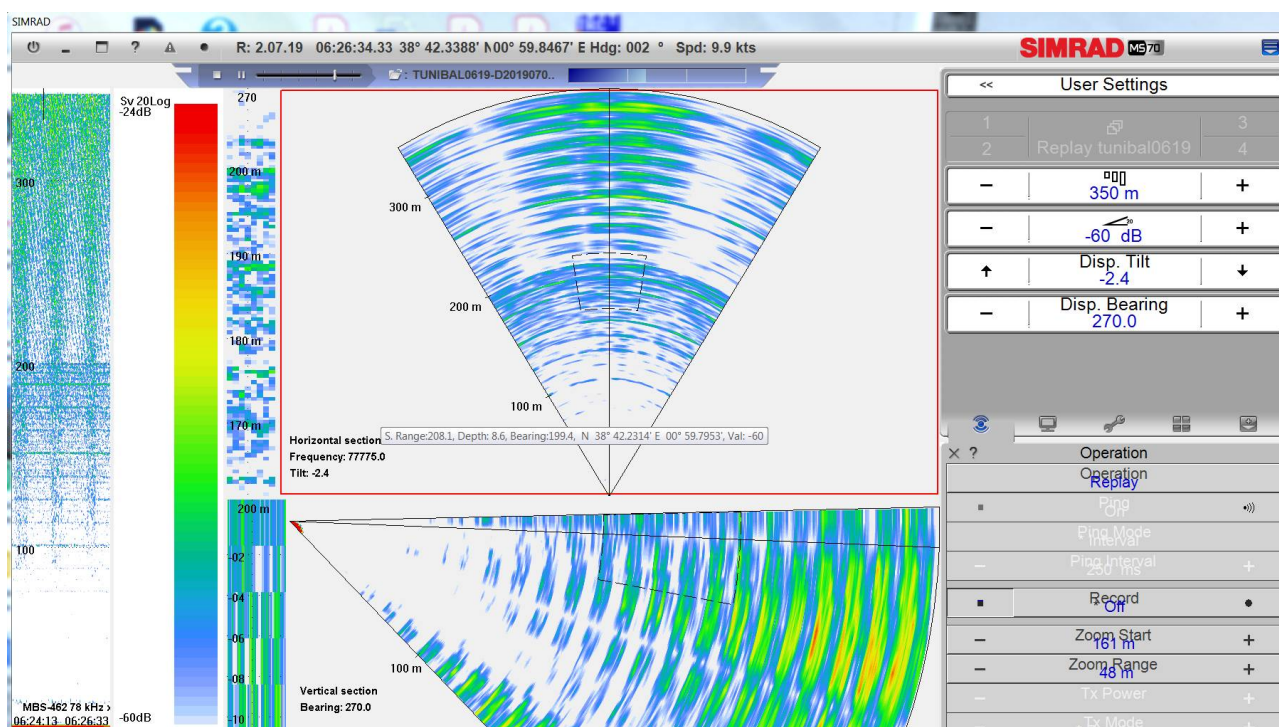 SIMRAD
R: 2.07.19 06:26:34.33 38° 42.3388' N00° 59.8467' E Hdg: 002 ° Spd: 9.9 kts
SIMRAD MS70
TUNIBAL0619-D2019070..
<< User Settings
1 3
2 Replay tunibal0619 4
350 m
-60 dB
Disp. Tilt
-2.4
Disp. Bearing
270.0
Sv 20Log
-24dB
-60dB
300
200
100
MBS-462 78 kHz
06:24:13 06:26:33
270
200 m
190 m
180 m
170 m
300 m
200 m
100 m
S. Range:208.1, Depth: 8.6, Bearing:199.4, N 38° 42.2314' E 00° 59.7953', Val: -60
Horizontal section
Frequency: 77775.0
Tilt: -2.4
200 m
-02
-04
-06
-08
-10
100 m
Vertical section
Bearing: 270.0
× ? Operation
Operation
Replay
Ping
Off
Ping Mode
Interval
Ping Interval
250 ms
Record
Off
Zoom Start
161 m
Zoom Range
48 m
Tx Power
Tx Mode